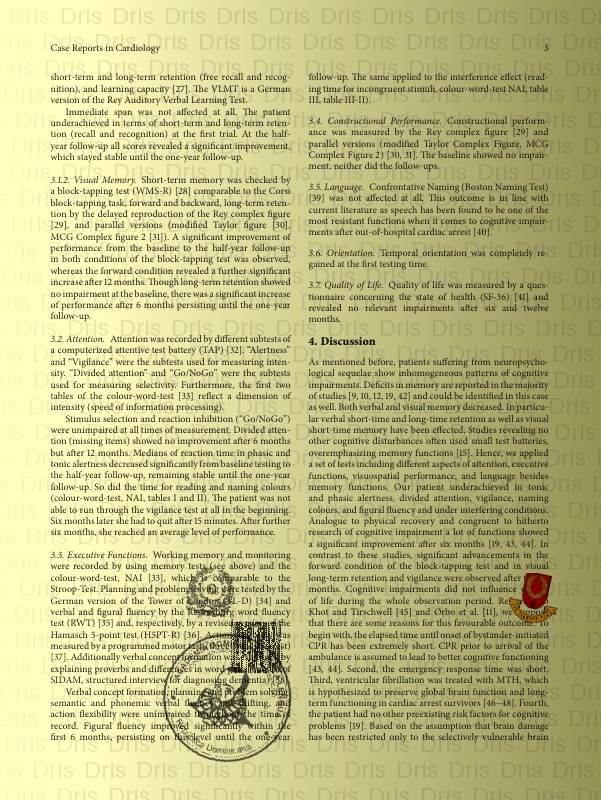 Case Reports in Cardiology
3
short-term and long-term retention (free recall and recog-
nition), and learning capacity [27]. The VLMT is a German
version of the Rey Auditory Verbal Learning Test.
Immediate span was not affected at all. The patient
underachieved in terms of short-term and long-term reten-
tion (recall and recognition) at the first trial. At the half-
year follow-up all scores revealed a significant improvement,
which stayed stable until the one-year follow-up.
3.1.2. Visual Memory. Short-term memory was checked by
a block-tapping test (WMS-R) [28] comparable to the Corsi
block-tapping task, forward and backward, long-term reten-
tion by the delayed reproduction of the Rey complex figure
[29], and parallel versions (modified Taylor figure [30],
MCG Complex figure 2 [31]). A significant improvement of
performance from the baseline to the half-year follow-up
in both conditions of the block-tapping test was observed,
whereas the forward condition revealed a further significant
increase after 12 months. Though long-term retention showed
no impairment at the baseline, there was a significant increase
of performance after 6 months persisting until the one-year
follow-up.
3.2. Attention. Attention was recorded by different subtests of
a computerized attentive test battery (TAP) [32]. "Alertness"
and "Vigilance" were the subtests used for measuring inten-
sity. "Divided attention" and "Go/NoGo" were the subtests
used for measuring selectivity. Furthermore, the first two
tables of the colour-word-test [33] reflect a dimension of
intensity (speed of information processing).
Stimulus selection and reaction inhibition ("Go/NoGo")
were unimpaired at all times of measurement. Divided atten-
tion (missing items) showed no improvement after 6 months
but after 12 months. Medians of reaction time in phasic and
tonic alertness decreased significantly from baseline testing to
the half-year follow-up, remaining stable until the one-year
follow-up. So did the time for reading and naming colours
(colour-word-test, NAI, tables I and II). The patient was not
able to run through the vigilance test at all in the beginning.
Six months later she had to quit after 15 minutes. After further
six months, she reached an average level of performance.
3.3. Executive Functions. Working memory and monitoring
were recorded by using memory tests (see above) and the
colour-word-test, NAI [33], which is comparable to the
Stroop-Test. Planning and problem were tested by the
German version of the Tower of (TL-D) [34] and
verbal and figural fluency by the word fluency
test (RWT) [35] and, respectively, by a revised of the
Hamasch 5-point test (H5PT-R) [36]. was
measured by a programmed motor task
[37]. Additionally verbal concept formation was by
explaining proverbs and differences in word of
SIDAM, structured interview for diagnosing dementia) [38].
Verbal concept formation, planning and problem solving,
semantic and phonemic verbal fluency and shifting, and
action flexibility were unimpaired throughout the time of
record. Figural fluency improved significantly within the
first 6 months, persisting on this level until the one-year
follow-up. The same applied to the interference effect (read-
ing time for incongruent stimuli, colour-word-test NAI, table
III, table III-II).
3.4. Constructional Performance. Constructional perform-
ance was measured by the Rey complex figure [29] and
parallel versions (modified Taylor Complex Figure, MCG
Complex Figure 2) [30, 31]. The baseline showed no impair-
ment, neither did the follow-ups.
3.5. Language. Confrontative Naming (Boston Naming Test)
[39] was not affected at all. This outcome is in line with
current literature as speech has been found to be one of the
most resistant functions when it comes to cognitive impair-
ments after out-of-hospital cardiac arrest [40].
3.6. Orientation. Temporal orientation was completely re-
gained at the first testing time.
3.7. Quality of Life. Quality of life was measured by a ques-
tionnaire concerning the state of health (SF-36) [41] and
revealed no relevant impairments after six and twelve
months.
4. Discussion
As mentioned before, patients suffering from neuropsycho-
logical sequelae show inhomogeneous patterns of cognitive
impairments. Deficits in memory are reported in the majority
of studies [9, 10, 12, 19, 42] and could be identified in this case
as well. Both verbal and visual memory decreased. In particu-
lar verbal short-time and long-time retention as well as visual
short-time memory have been effected. Studies revealing no
other cognitive disturbances often used small test batteries,
overemphasizing memory functions [15]. Hence, we applied
a set of tests including different aspects of attention, executive
functions, visuospatial performance, and language besides
memory functions. Our patient underachieved in tonic
and phasic alertness, divided attention, vigilance, naming
colours, and figural fluency and under interfering conditions.
Analogue to physical recovery and congruent to hitherto
research of cognitive impairment a lot of functions showed
a significant improvement after six months [19, 43, 44]. In
contrast to these studies, significant advancements in the
forward condition of the block-tapping test and in visual
long-term retention and vigilance were observed after
months. Cognitive impairments did not influence
of life during the whole observation period.
Khot and Tirschwell [45] and Orbo et al. [11], we suppose
that there are some reasons for this favourable outcome. To
begin with, the elapsed time until onset of bystander-initiated
CPR has been extremely short. CPR prior to arrival of the
ambulance is assumed to lead to better cognitive functioning
[43, 44]. Second, the emergency response time was short.
Third, ventricular fibrillation was treated with MTH, which
is hypothesized to preserve global brain function and long-
term functioning in cardiac arrest survivors [46–48]. Fourth,
the patient had no other preexisting risk factors for cognitive
problems [19]. Based on the assumption that brain damage
has been restricted only to the selectively vulnerable brain